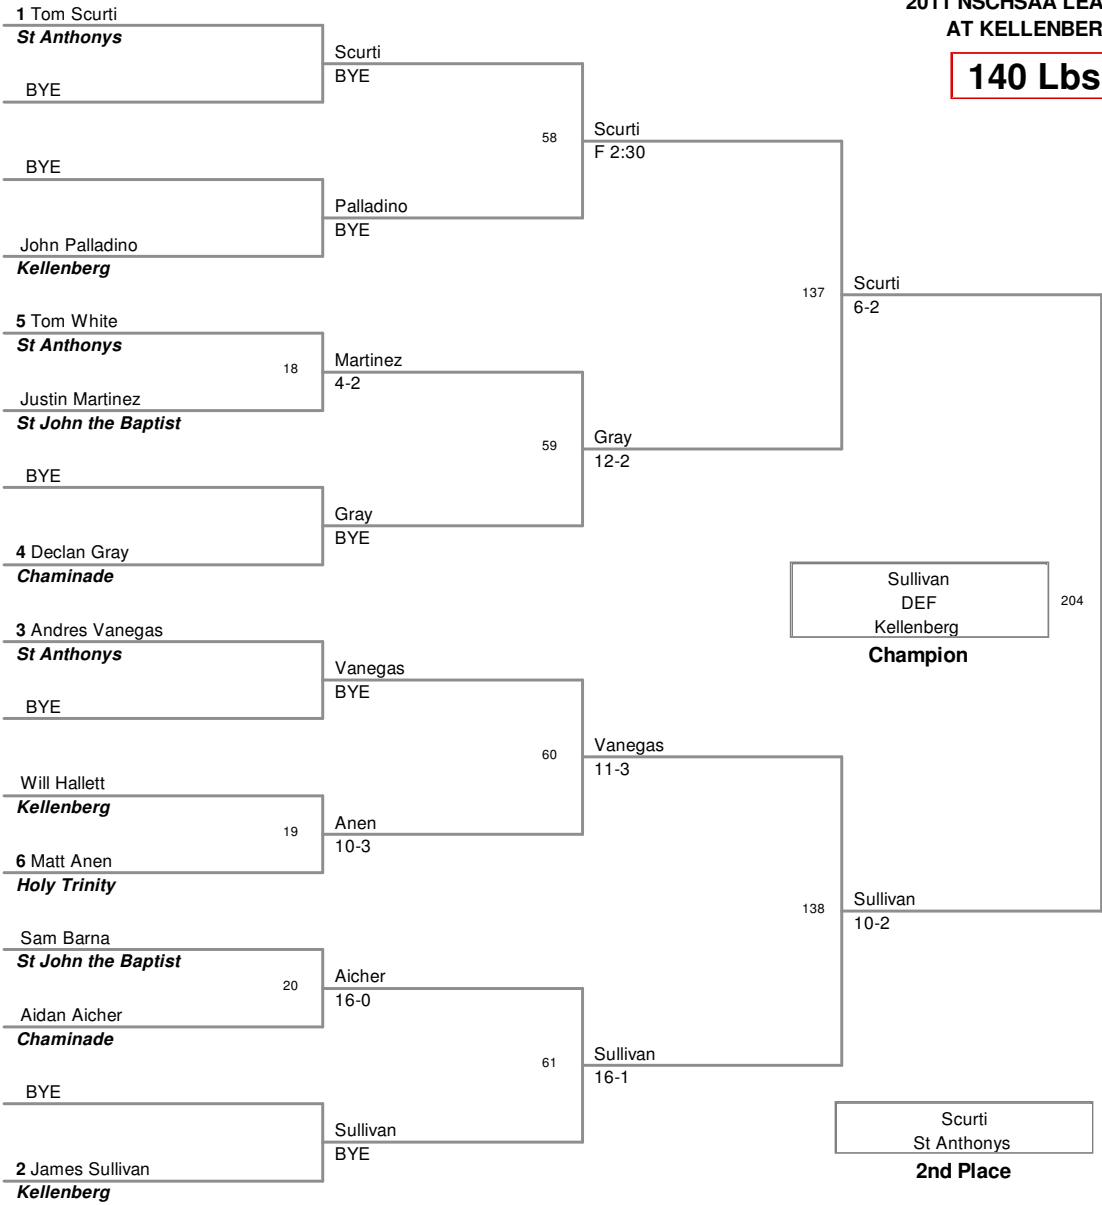 2011 NSCHSAA LEA
AT KELLENBER
140 Lbs
1 Tom Scurti
St Anthonys
BYE
BYE
John Palladino
Kellenberg
5 Tom White
St Anthonys
18
Justin Martinez
St John the Baptist
BYE
4 Declan Gray
Chaminade
3 Andres Vanegas
St Anthonys
BYE
Will Hallett
Kellenberg
19
6 Matt Anen
Holy Trinity
Sam Barna
St John the Baptist
20
Aidan Aicher
Chaminade
BYE
2 James Sullivan
Kellenberg
Scurti
BYE
58
Palladino
BYE
Martinez
4-2
59
Gray
BYE
Vanegas
BYE
60
Anen
10-3
Aicher
16-0
61
Sullivan
BYE
Scurti
F 2:30
137
Gray
12-2
Vanegas
11-3
138
Sullivan
16-1
Scurti
6-2
Sullivan
10-2
Sullivan
DEF
Kellenberg
204
Champion
Scurti
St Anthonys
2nd Place